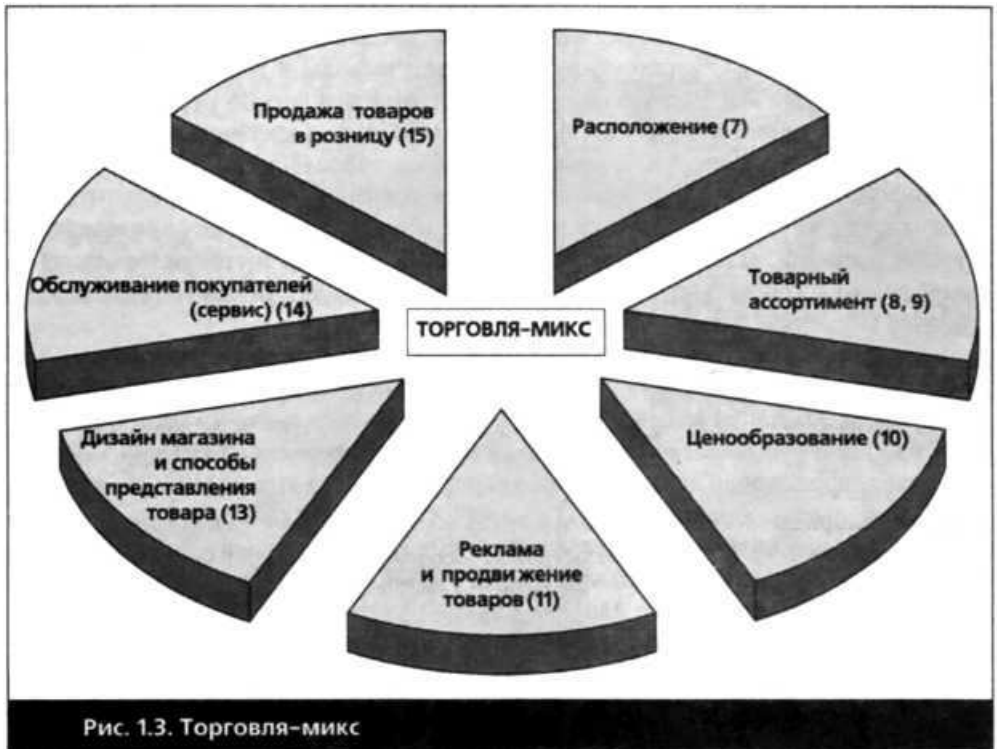 Продажа товаров
в розницу (15)
Расположение (7)
Обслуживание покупателей
(сервис) (14)
ТОРГОВЛЯ–МИКС
Товарный
ассортимент (8, 9)
Дизайн магазина
и способы
представления
товара (13)
Ценообразование (10)
Реклама
и продвижение
товаров (11)
Рис. 1.3. Торговля–микс